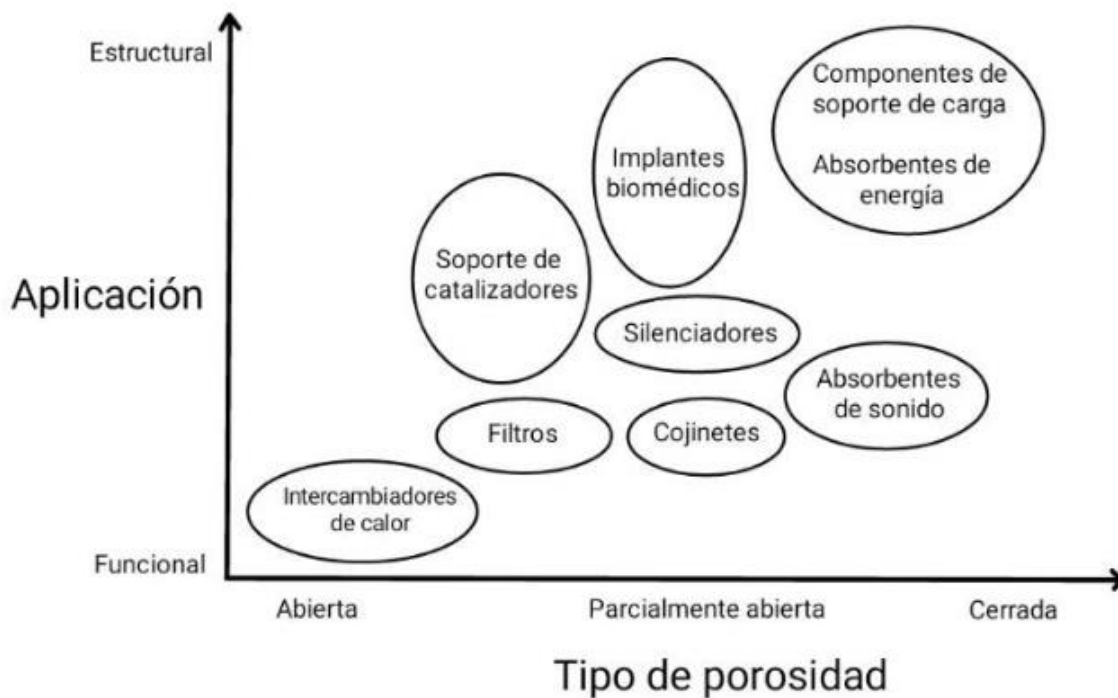 Estructural
Componentes de
soporte de carga
Absorbentes de
energía
Implantes
biomédicos
Soporte de
catalizadores
Aplicación
Silenciadores
Absorbentes
de sonido
Filtros
Cojinetes
Intercambiadores
de calor
Funcional
Abierta
Parcialmente abierta
Cerrada
Tipo de porosidad